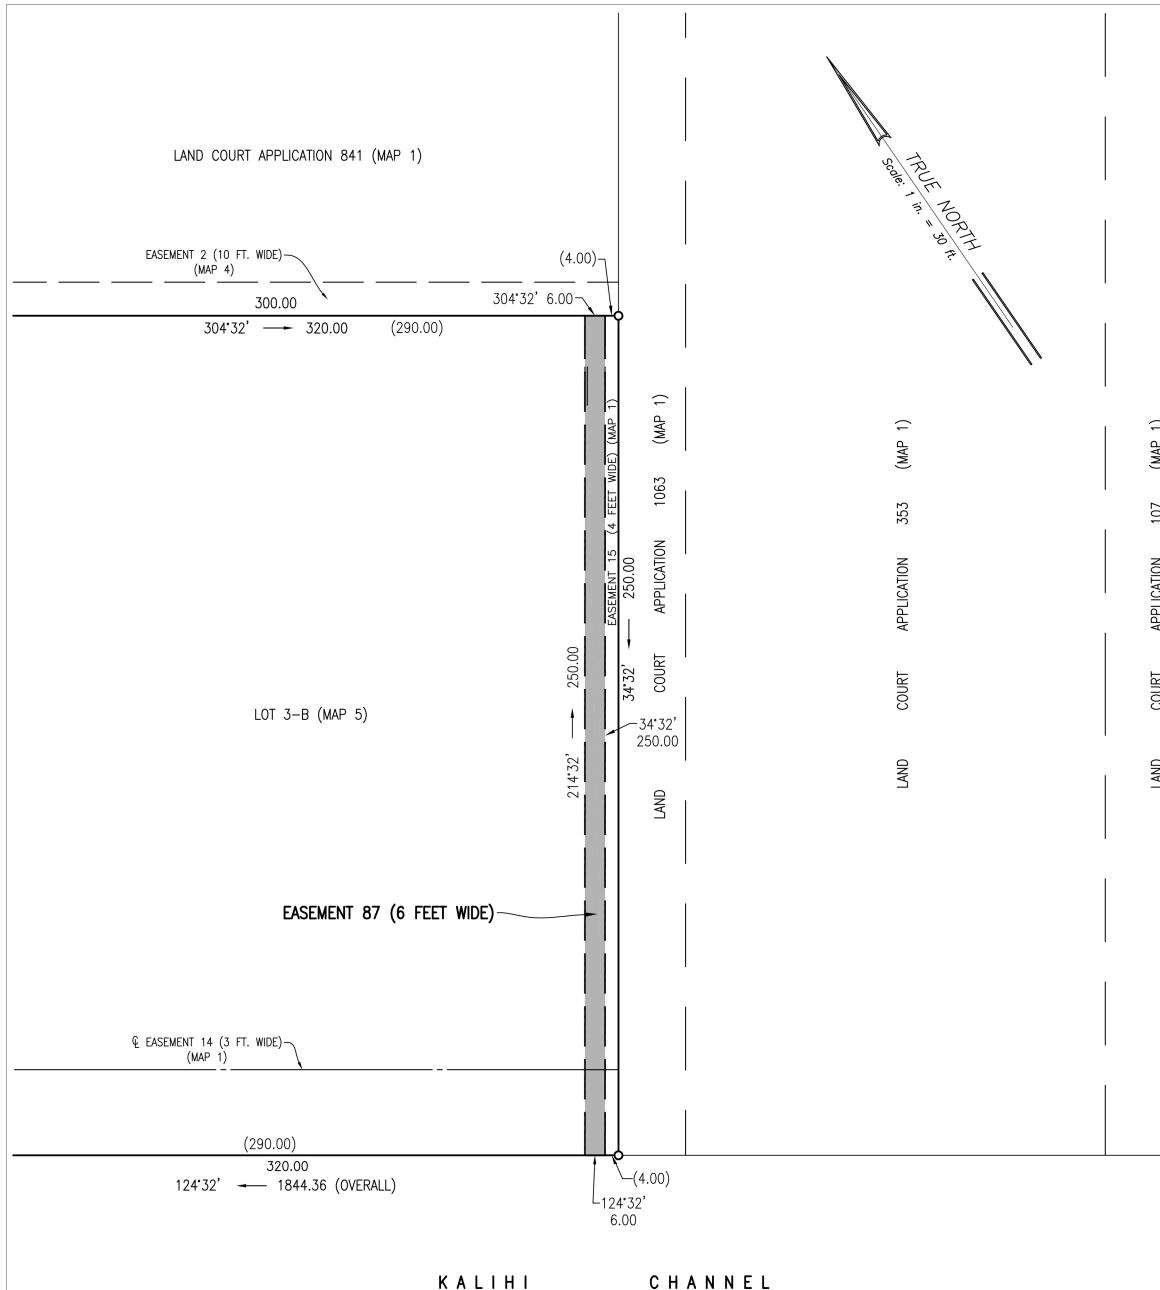 LAND COURT APPLICATION 841 (MAP 1)
TRUE NORTH
Scale: 1 in. = 30 ft.
EASEMENT 2 (10 FT. WIDE)
(MAP 4)
(4.00)
304°32' 6.00
300.00
304°32' 320.00 (290.00)
EASEMENT 15 (4 FEET WIDE) (MAP 1)
34°32' 250.00
214°32' 250.00
34°32'
250.00
LAND COURT APPLICATION 1063 (MAP 1)
LAND COURT APPLICATION 353 (MAP 1)
LAND COURT APPLICATION 107 (MAP 1)
LOT 3-B (MAP 5)
EASEMENT 87 (6 FEET WIDE)
℄ EASEMENT 14 (3 FT. WIDE)
(MAP 1)
(290.00)
320.00
124°32' 1844.36 (OVERALL)
(4.00)
124°32'
6.00
KALIHI CHANNEL